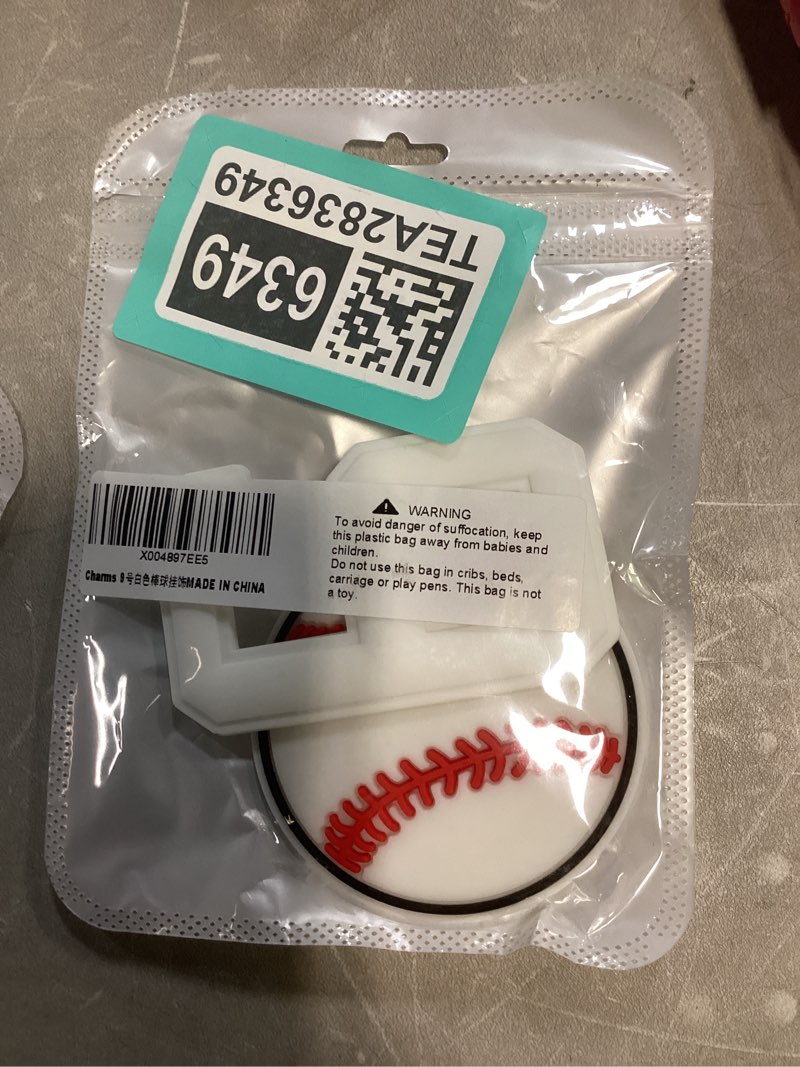 TEA2836349
6349
X004897EE5
Charms 9号白色棒球挂饰MADE IN CHINA
WARNING
To avoid danger of suffocation, keep
this plastic bag away from babies and
children.
Do not use this bag in cribs, beds,
carriage or play pens. This bag is not
a toy.